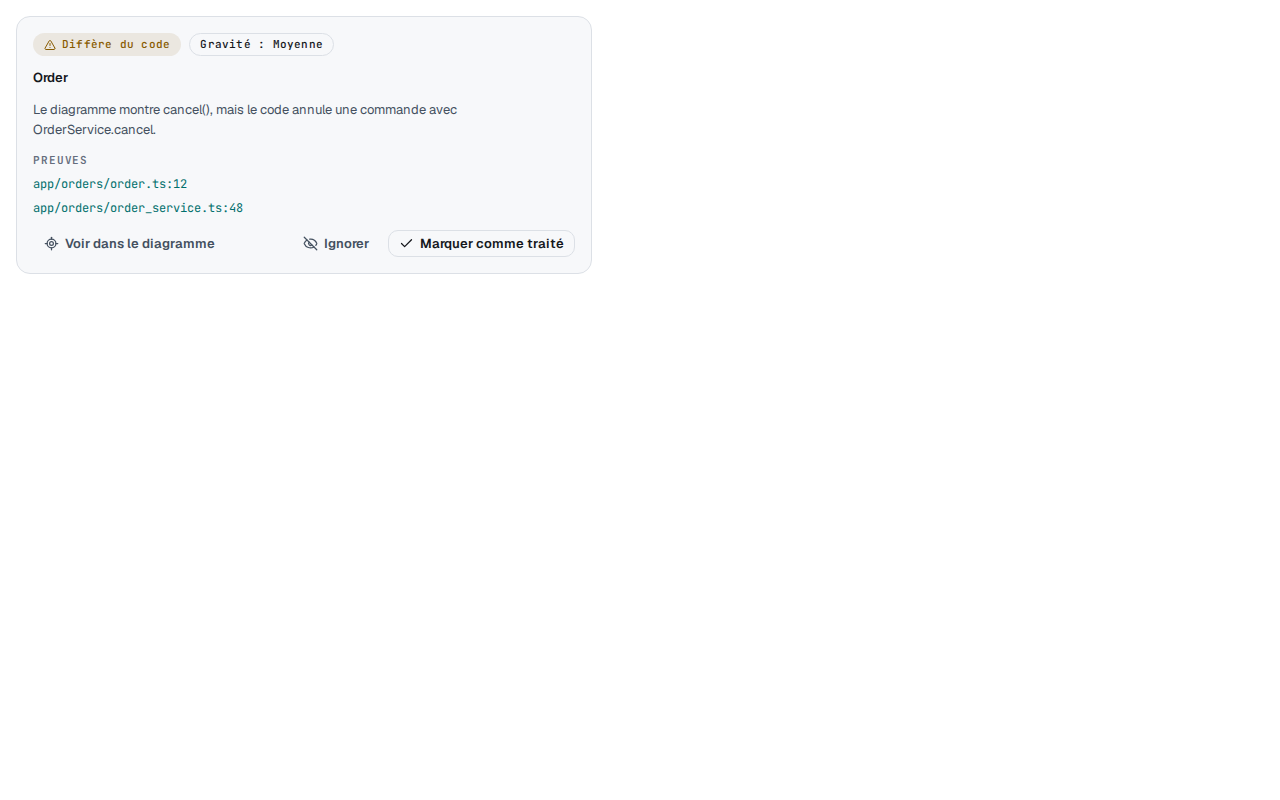 Diffère du code
Gravité : Moyenne
Order
Le diagramme montre cancel(), mais le code annule une commande avec
OrderService.cancel.
PREUVES
app/orders/order.ts:12
app/orders/order_service.ts:48
Voir dans le diagramme
Ignorer
Marquer comme traité